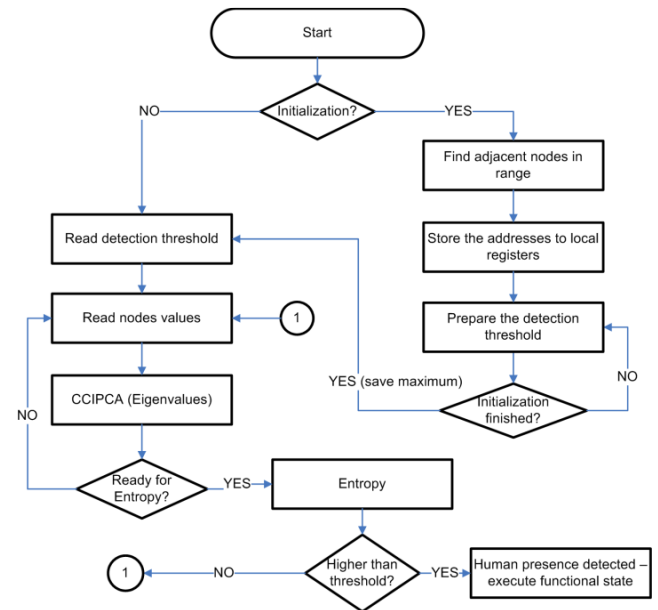 Start
Initialization?
NO
YES
Find adjacent nodes in
range
Read detection threshold
Store the addresses to local
registers
Read nodes values
1
Prepare the detection
threshold
YES (save maximum)
NO
CCIPCA (Eigenvalues)
NO
Initialization
finished?
Ready for
Entropy?
YES
Entropy
1
NO
Higher than
threshold?
YES
Human presence detected –
execute functional state